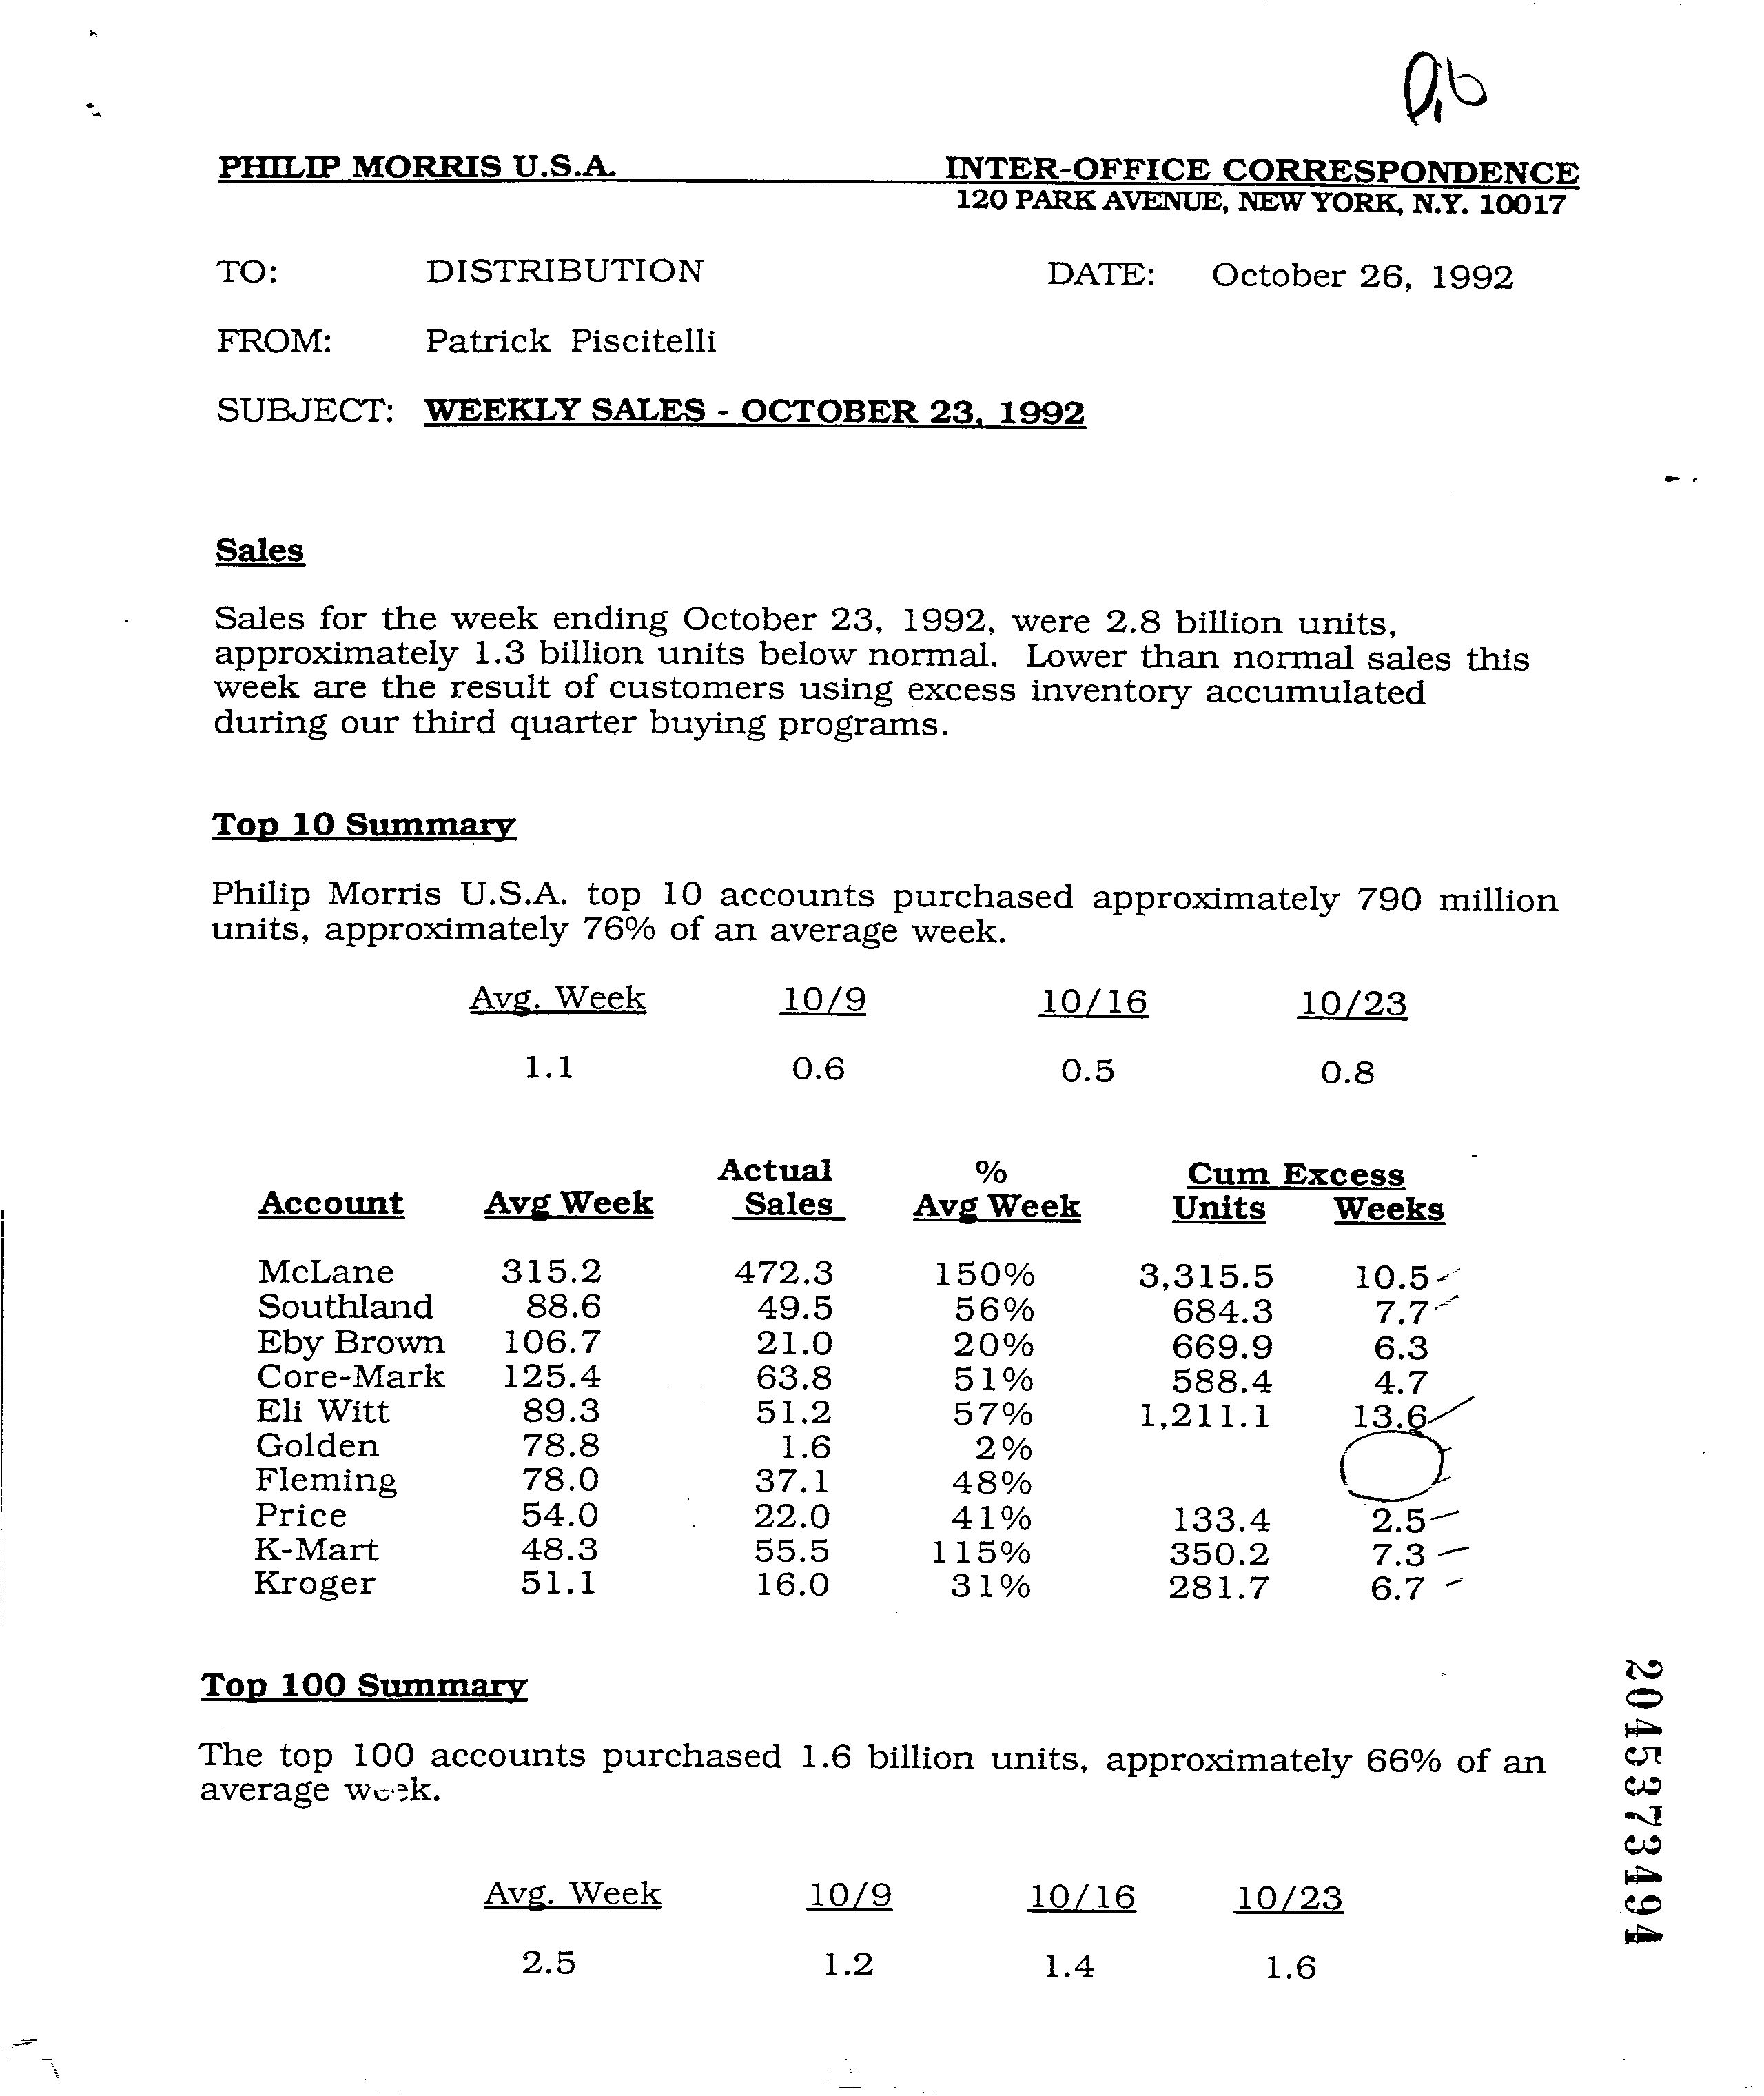 PHILIP MORRIS U.S.A. INTER-OFFICE CORRESPONDENCE
120 PARK AVENUE, NEW YORK, N.Y. 10017
TO: DISTRIBUTION DATE: October 26, 1992
FROM: Patrick Piscitelli
SUBJECT: WEEKLY SALES - OCTOBER 23, 1992
Sales
Sales for the week ending October 23, 1992, were 2.8 billion units,
approximately 1.3 billion units below normal. Lower than normal sales this
week are the result of customers using excess inventory accumulated
during our third quarter buying programs.
Top 10 Summary
Philip Morris U.S.A. top 10 accounts purchased approximately 790 million
units, approximately 76% of an average week.
Avg. Week 10/9 10/16 10/23
1.1 0.6 0.5 0.8
Actual % Cum Excess
Account Avg Week Sales Avg Week Units Weeks
McLane 315.2 472.3 150% 3,315.5 10.5
Southland 88.6 49.5 56% 684.3 7.7
Eby Brown 106.7 21.0 20% 669.9 6.3
Core-Mark 125.4 63.8 51% 588.4 4.7
Eli Witt 89.3 51.2 57% 1,211.1 13.6
Golden 78.8 1.6 2%
Fleming 78.0 37.1 48%
Price 54.0 22.0 41% 133.4 2.5
K-Mart 48.3 55.5 115% 350.2 7.3
Kroger 51.1 16.0 31% 281.7 6.7
Top 100 Summary
The top 100 accounts purchased 1.6 billion units, approximately 66% of an
average week.
Avg. Week 10/9 10/16 10/23
2.5 1.2 1.4 1.6
2045373494